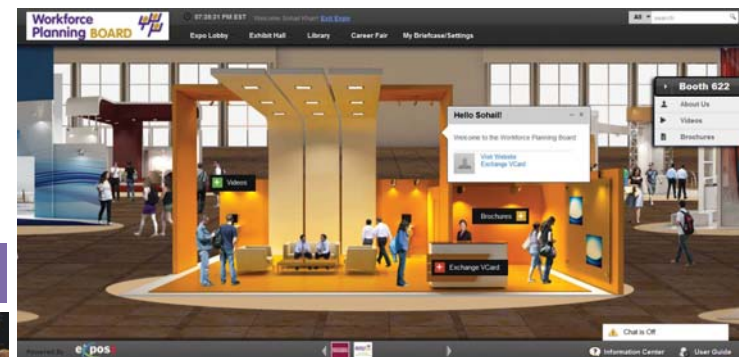 Workforce
Planning BOARD
07:28:21 PM EST Welcome Sohail Khan! Exit Expo
All search
Expo Lobby Exhibit Hall Library Career Fair My Briefcase/Settings
Booth 622
About Us
Videos
Brochures
Hello Sohail!
Welcome to the Workforce Planning Board
Visit Website
Exchange VCard
Videos
Brochures
Exchange VCard
Chat is Off
Powered By
Information Center User Guide